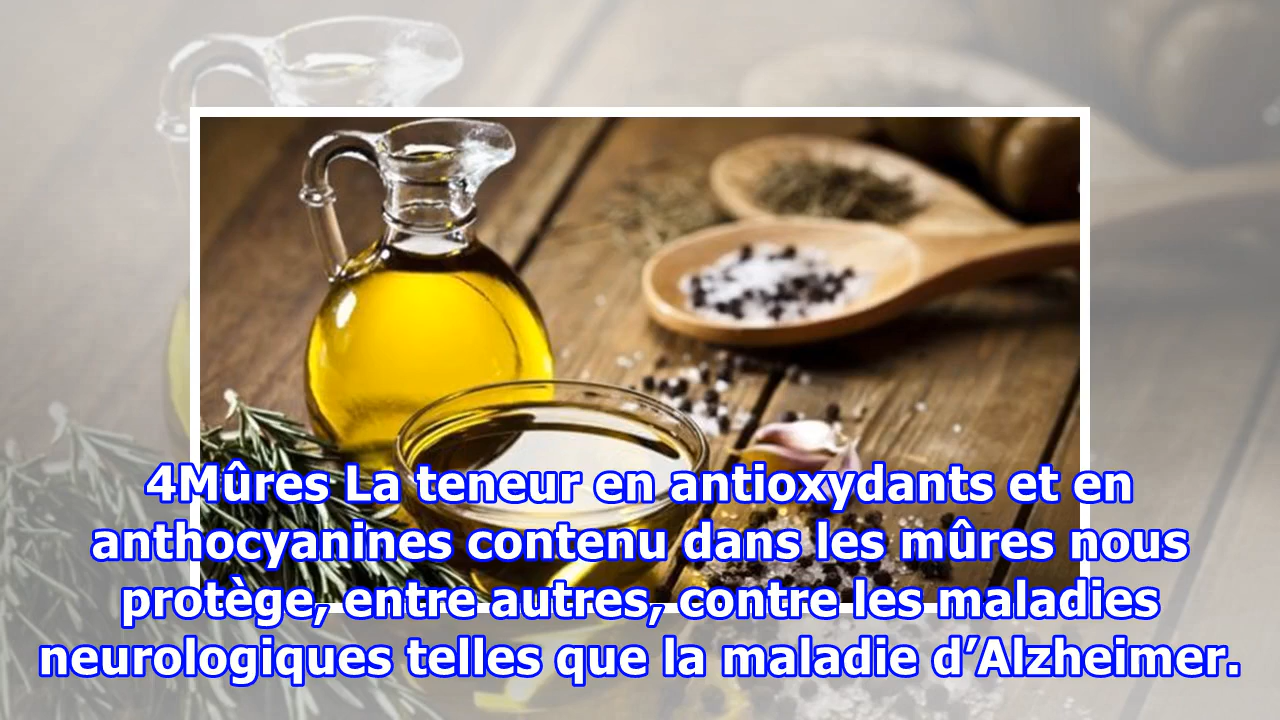 4Mûres La teneur en antioxydants et en
anthocyanines contenu dans les mûres nous
protège, entre autres, contre les maladies
neurologiques telles que la maladie d’Alzheimer.